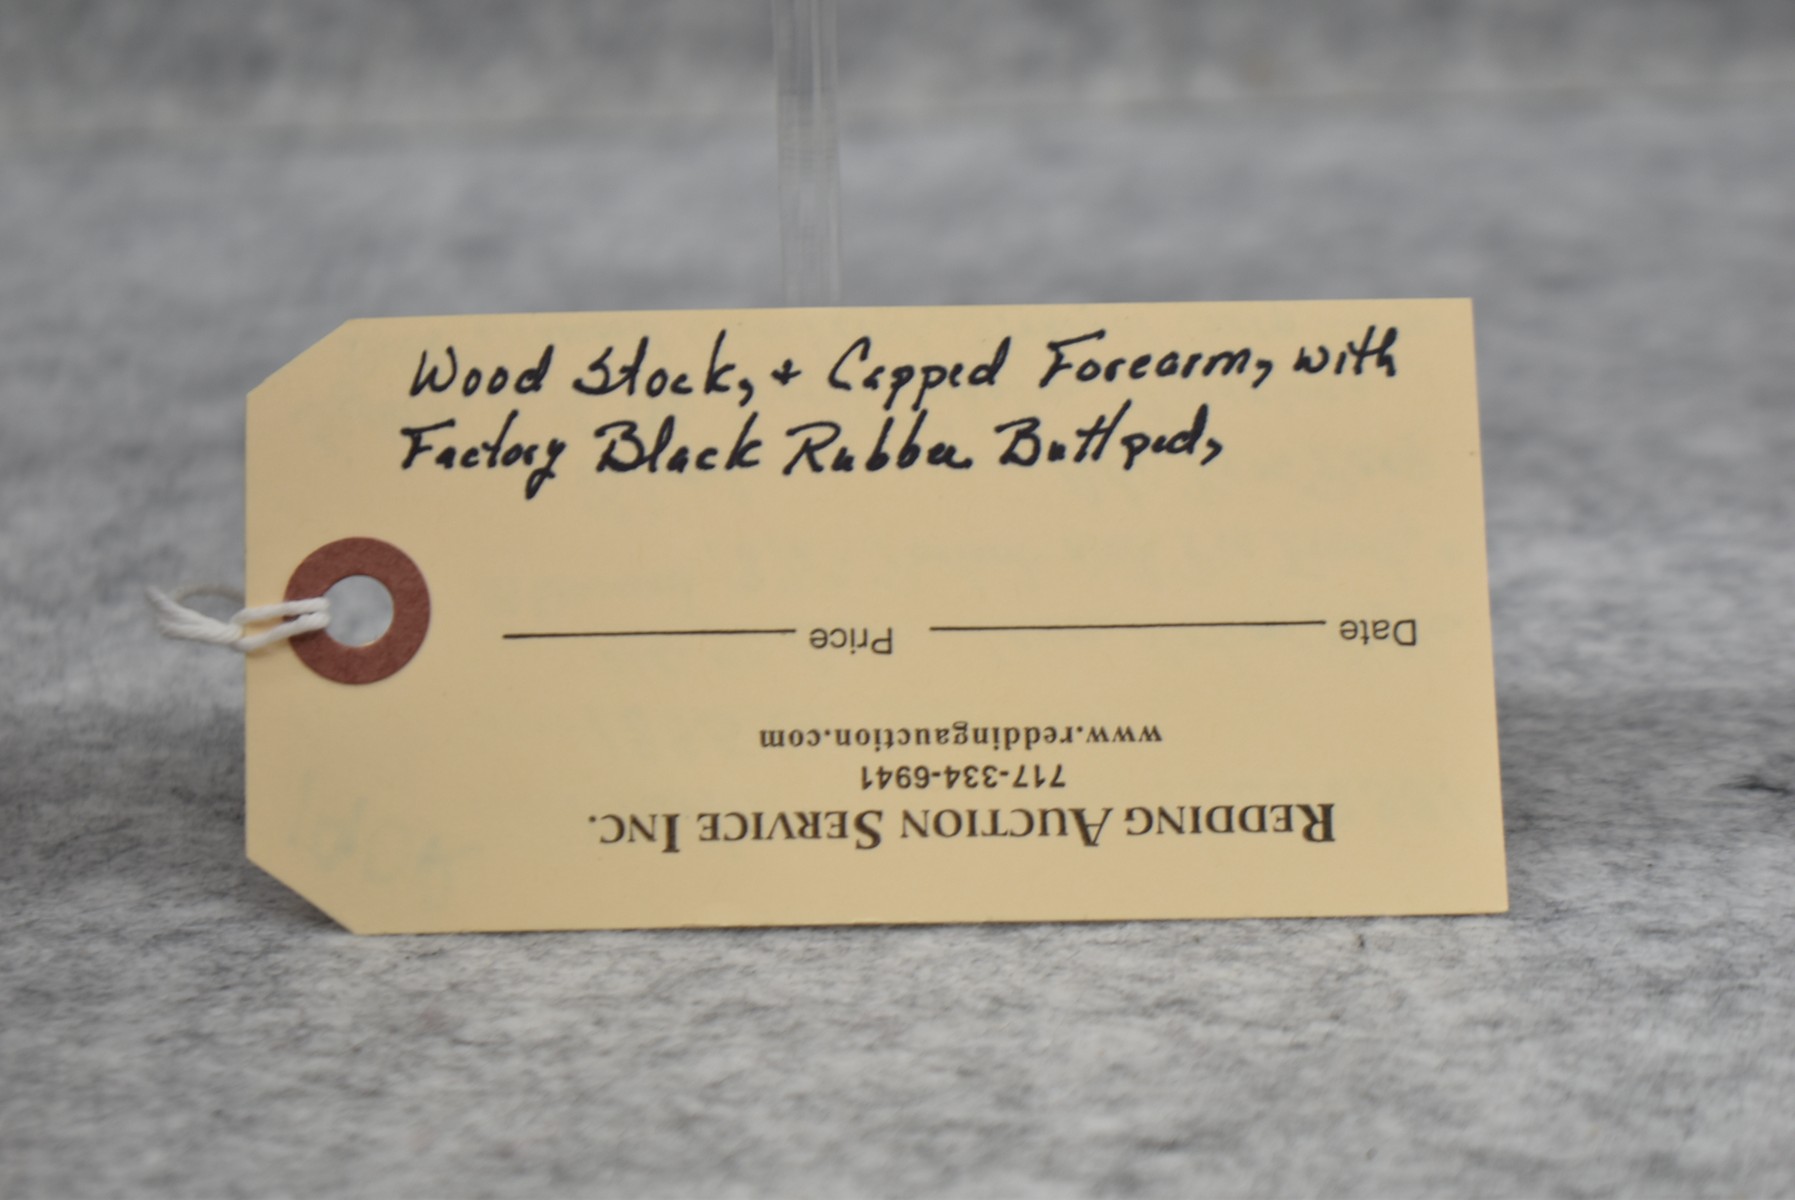 Wood Stock, + Capped Forearm, with
Factory Black Rubber Buttpad,
Date Price
www.reddingauction.com
717-334-6941
REDDING AUCTION SERVICE INC.